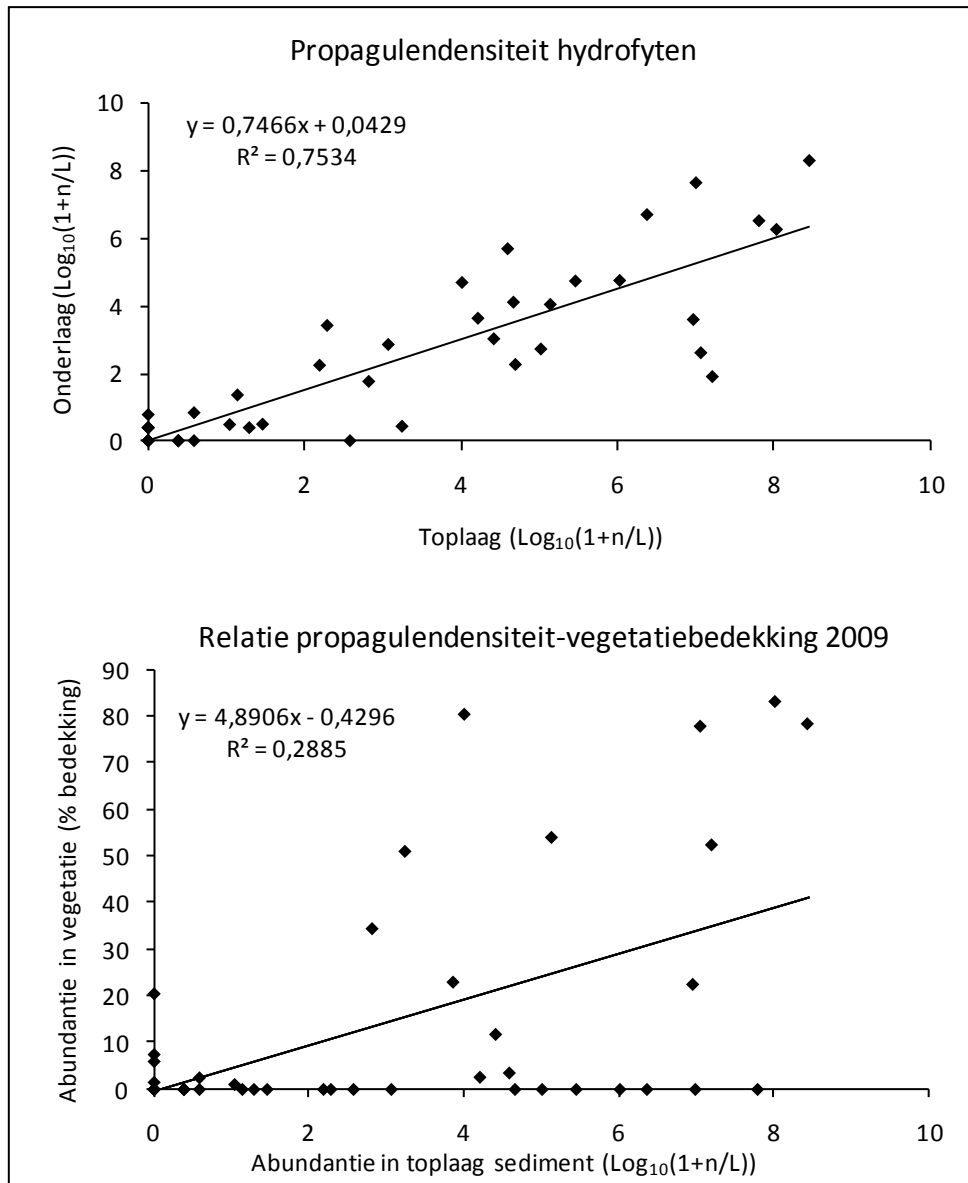 Propagulendensiteit hydrofyten
y = 0,7466x + 0,0429
R² = 0,7534
Onderlaag (Log₁₀(1+n/L))
10
8
6
4
2
0
0 2 4 6 8 10
Toplaag (Log₁₀(1+n/L))
Relatie propagulendensiteit-vegetatiebedekking 2009
y = 4,8906x - 0,4296
R² = 0,2885
Abundantie in vegetatie (% bedekking)
90
80
70
60
50
40
30
20
10
0
0 2 4 6 8 10
Abundantie in toplaag sediment (Log₁₀(1+n/L))